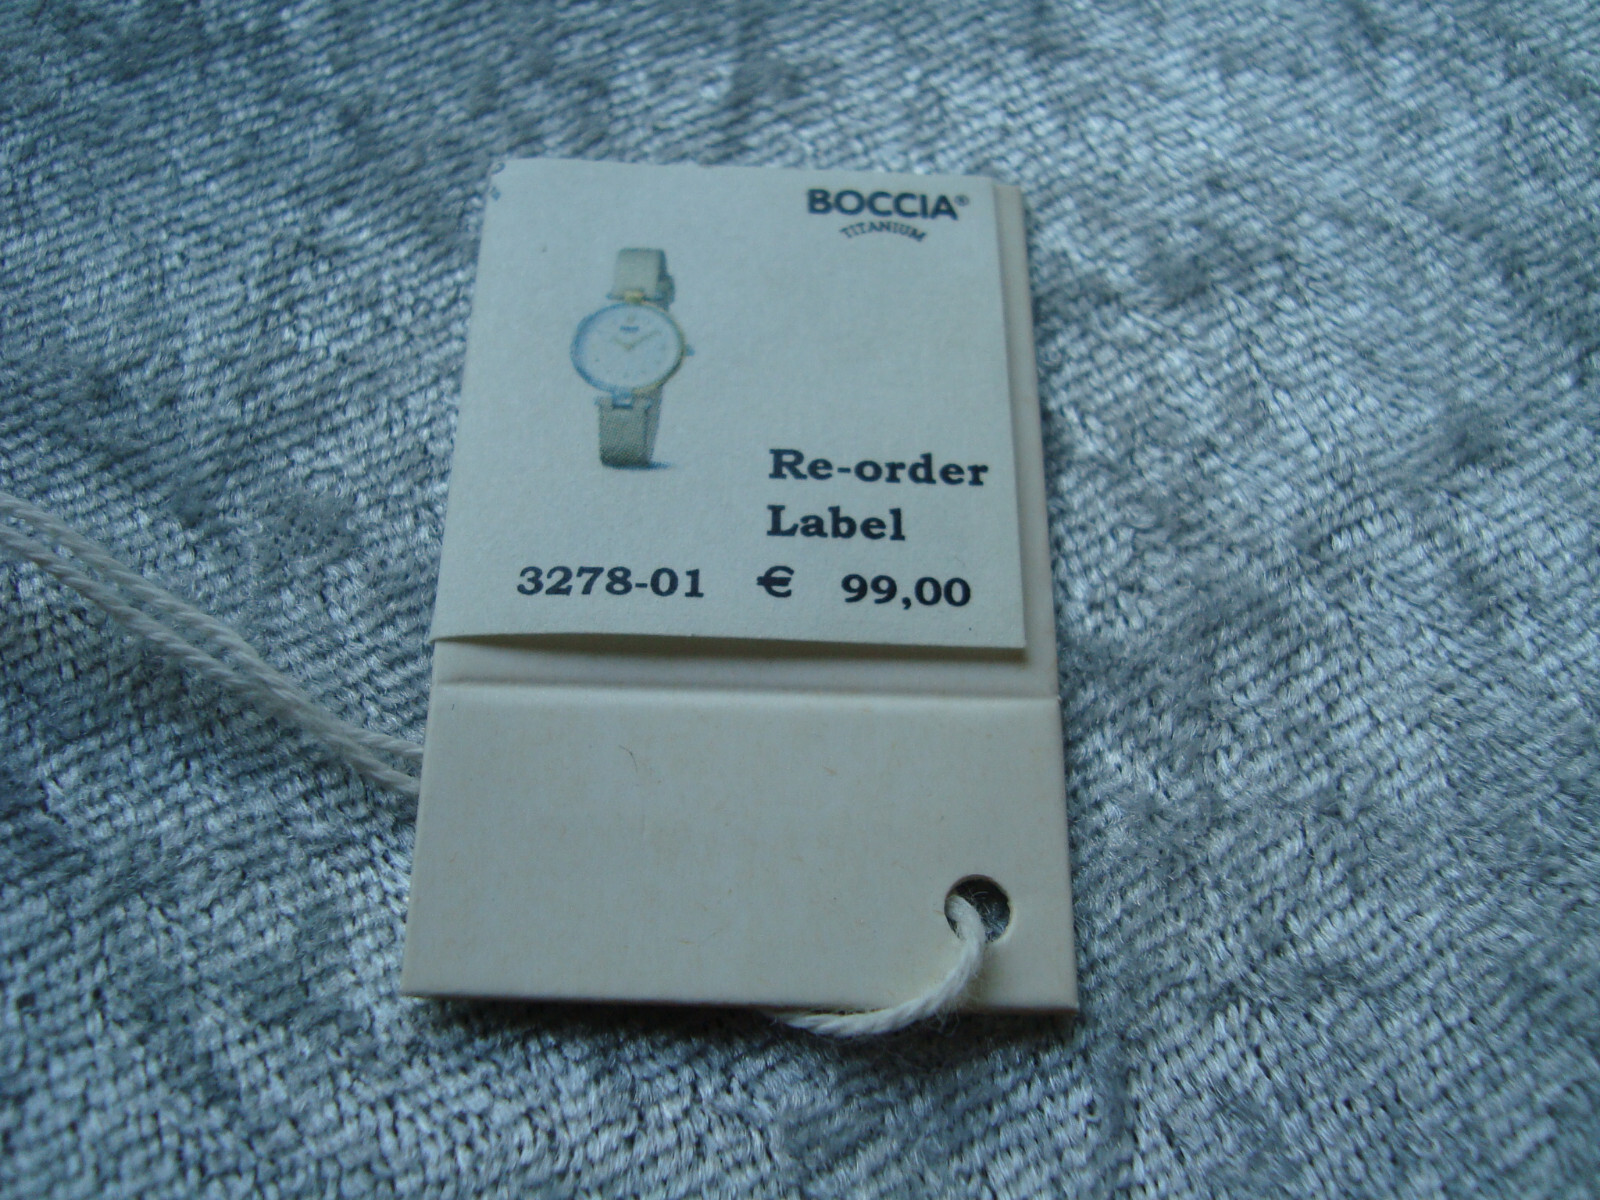 BOCCIA®
TITANIUM
Re-order
Label
3278-01 € 99,00